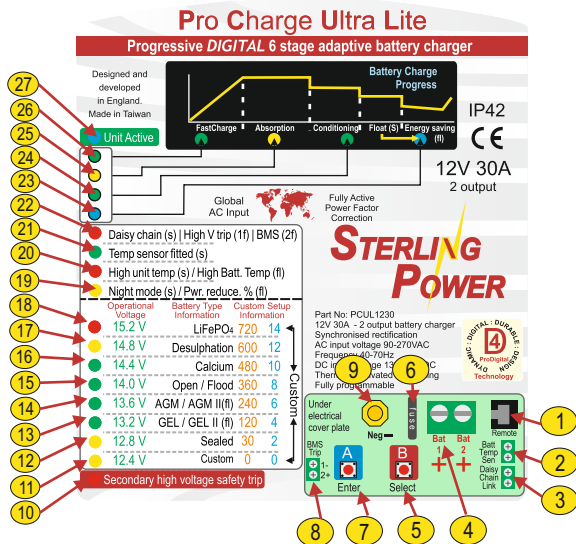 Pro Charge Ultra Lite
Progressive DIGITAL 6 stage adaptive battery charger
Designed and
developed
in England.
Made in Taiwan
Battery Charge
Progress
FastCharge
Absorption
Conditioning
Float (S)
Energy saving
(fl)
IP42
CE
12V 30A
2 output
27
Unit Active
26
25
24
23
Global
AC Input
Fully Active
Power Factor
Correction
22
Daisy chain (s) | High V trip (1f) | BMS (2f)
21
Temp sensor fitted (s)
20
High unit temp (s) / High Batt. Temp (fl)
19
Night mode (s) / Pwr. reduce. % (fl)
STERLING
POWER
Operational
Voltage
Battery Type
Information
Custom Setup
Information
18
15.2 V LiFePO4 720 14
17
14.8 V Desulphation 600 12
16
14.4 V Calcium 480 10
15
14.0 V Open / Flood 360 8
14
13.6 V AGM / AGM II(fl) 240 6
13
13.2 V GEL / GEL II (fl) 120 4
12
12.8 V Sealed 30 2
11
12.4 V Custom 0 0
Custom
10
Secondary high voltage safety trip
Part No: PCUL1230
12V 30A - 2 output battery charger
Synchronised rectification
AC input voltage 90-270VAC
Frequency 40-70Hz
Fully programmable
DYNAMIC : DIGITAL : DURABLE : DESIGN
D4
ProDigital
Technology
9
6
Under
electrical
cover plate
Neg
fuse
Bat
1
+
Bat
2
+
Remote
1
BMS
Trip
1-
2+
A
Enter
B
Select
Batt
Temp
Sen
2
Daisy
Chain
Link
3
8
7
5
4